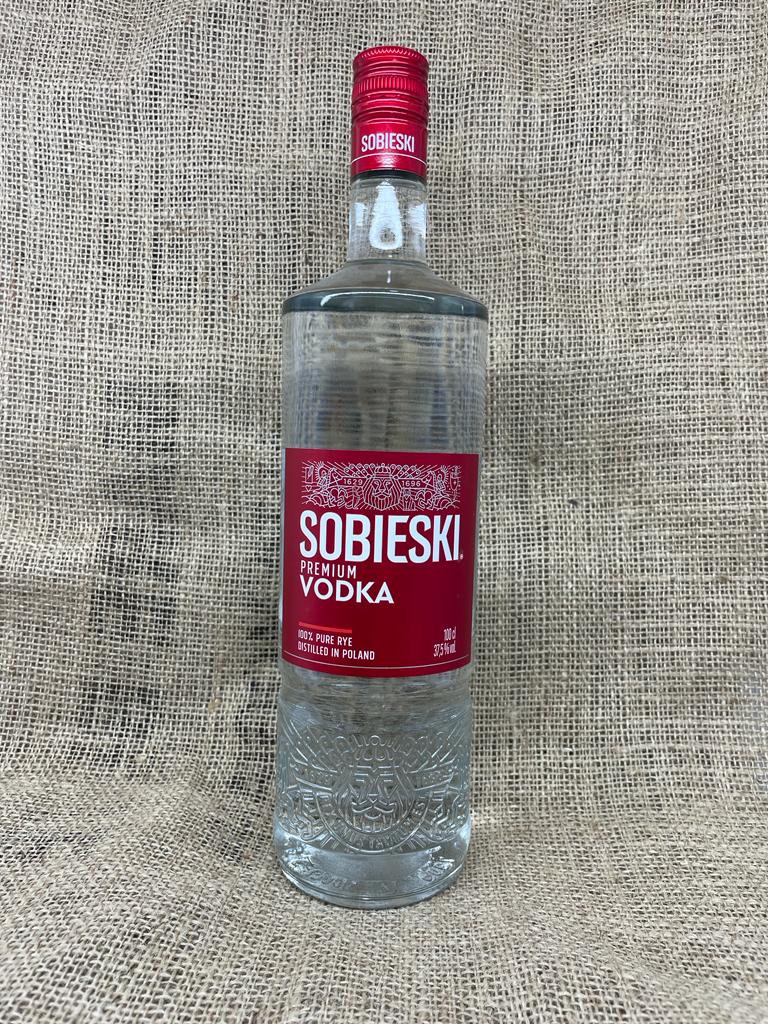 SOBIESKI
1629 1696
SOBIESKI
PREMIUM
VODKA
100% PURE RYE
DISTILLED IN POLAND
100 cl
37,5 % vol.